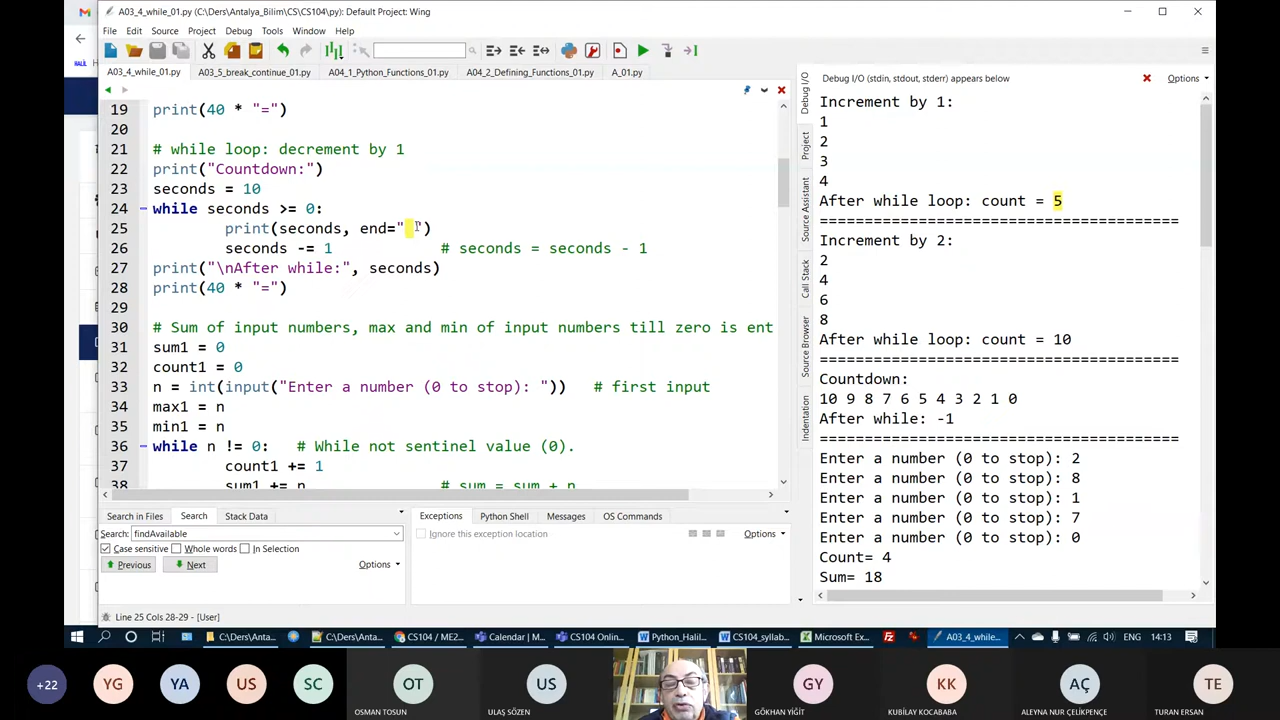 A03_4_while_01.py (C:\Ders\Antalya_Bilim\CS\CS104\py): Default Project: Wing
File Edit Source Project Debug Tools Window Help
A03_4_while_01.py A03_5_break_continue_01.py A04_1_Python_Functions_01.py A04_2_Defining_Functions_01.py A_01.py
19 print(40 * "=")
20
21 # while loop: decrement by 1
22 print("Countdown:")
23 seconds = 10
24 while seconds >= 0:
25 print(seconds, end=" ")
26 seconds -= 1 # seconds = seconds - 1
27 print("\nAfter while:", seconds)
28 print(40 * "=")
29
30 # Sum of input numbers, max and min of input numbers till zero is ent
31 sum1 = 0
32 count1 = 0
33 n = int(input("Enter a number (0 to stop): ")) # first input
34 max1 = n
35 min1 = n
36 while n != 0: # While not sentinel value (0).
37 count1 += 1
38 sum1 += n # sum = sum + n
Debug I/O (stdin, stdout, stderr) appears below
Options
Debug I/O
Project
Source Assistant
Call Stack
Source Browser
Indentation
Increment by 1:
1
2
3
4
After while loop: count = 5
=======================================
Increment by 2:
2
4
6
8
After while loop: count = 10
=======================================
Countdown:
10 9 8 7 6 5 4 3 2 1 0
After while: -1
=======================================
Enter a number (0 to stop): 2
Enter a number (0 to stop): 8
Enter a number (0 to stop): 1
Enter a number (0 to stop): 7
Enter a number (0 to stop): 0
Count= 4
Sum= 18
Search in Files Search Stack Data
Search: findAvailable
Case sensitive Whole words In Selection
Previous Next Options
Exceptions Python Shell Messages OS Commands
Ignore this exception location Options
Line 25 Cols 28-29 - [User]
C:\Ders\Anta... C:\Ders\Anta... CS104 / ME2... Calendar | M... CS104 Onlin... Python_Halil... CS104_syllab... Microsoft Ex... A03_4_while... ENG 14:13
+22 YG YA US SC OT US GY KK AÇ TE
OSMAN TOSUN ULAŞ SÖZEN GÖKHAN YİĞİT KUBİLAY KOCABABA ALEYNA NUR ÇELİKPENÇE TURAN ERSAN